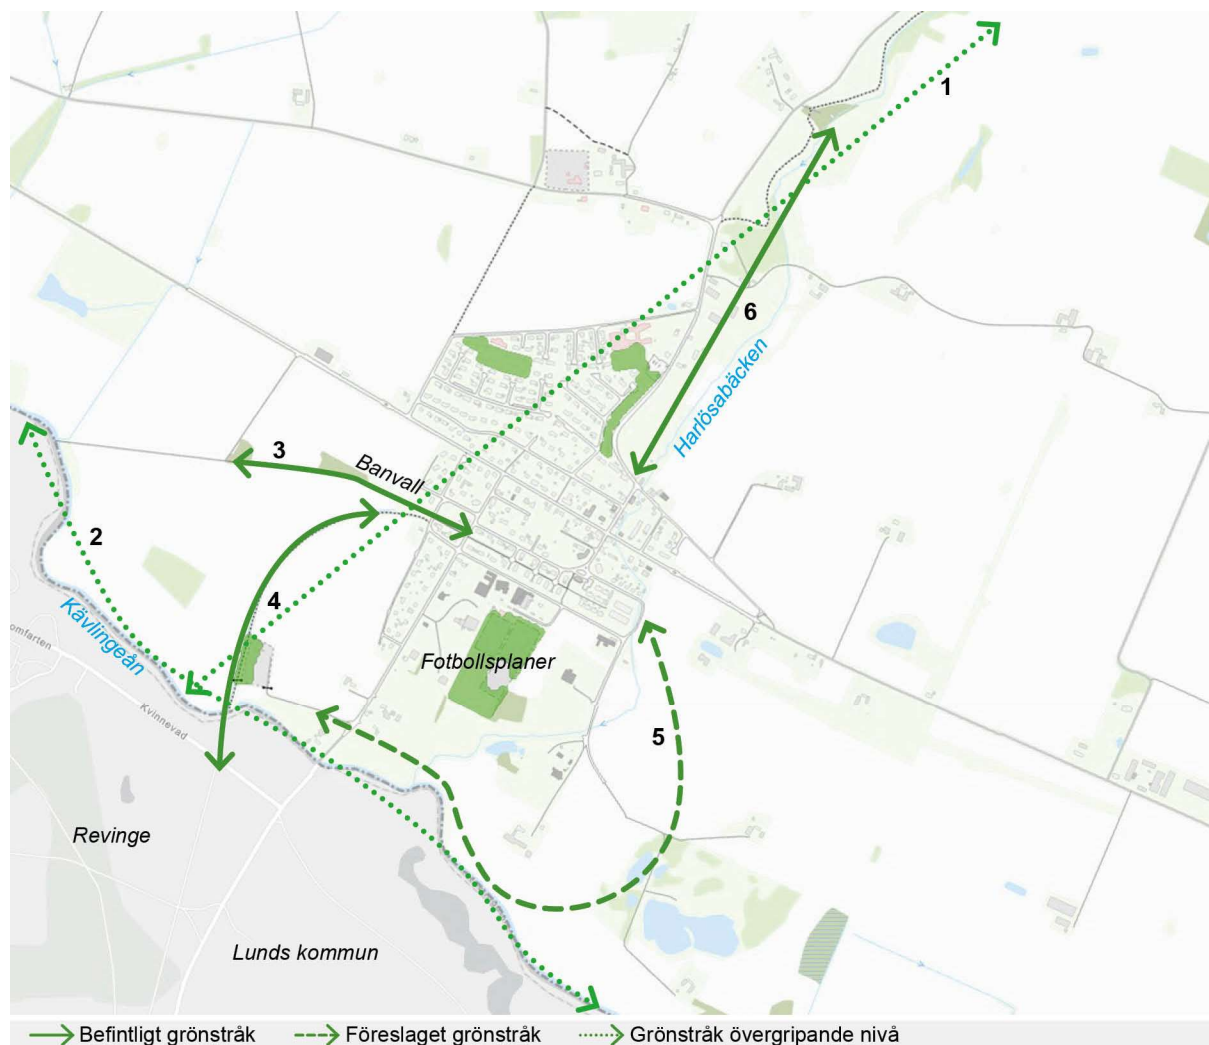 1
6
Harlösabäcken
3
Banvall
2
Kävlingeån
4
Fotbollsplaner
5
omfarten
Kvinnevad
Revinge
Lunds kommun
Befintligt grönstråk
Föreslaget grönstråk
Grönstråk övergripande nivå